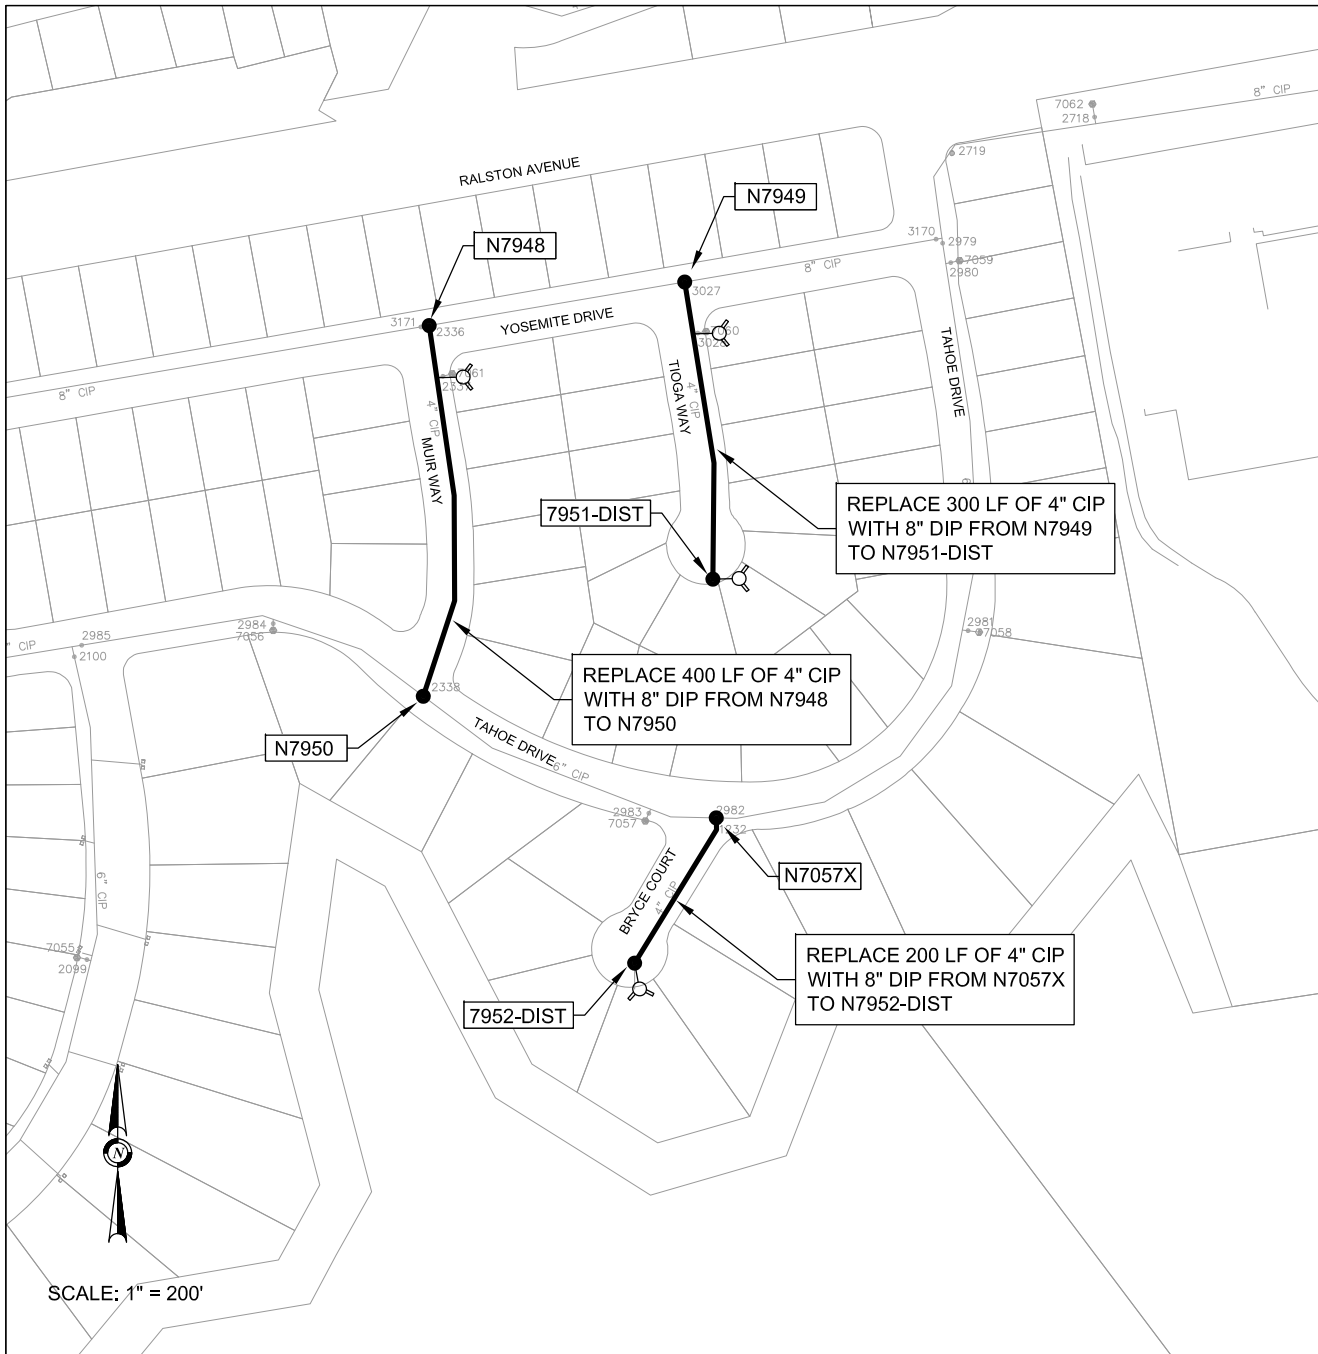 7062
8" CIP
2718
2719
RALSTON AVENUE
N7949
N7948
3170
2979
7059
2980
8" CIP
3027
3171
2336
YOSEMITE DRIVE
7060
3028
TAHOE DRIVE
TIOGA WAY
4" CIP
7061
8" CIP
4" CIP
MUIR WAY
7951-DIST
REPLACE 300 LF OF 4" CIP
WITH 8" DIP FROM N7949
TO N7951-DIST
2984
7056
2985
2100
" CIP
2981
7058
REPLACE 400 LF OF 4" CIP
WITH 8" DIP FROM N7948
TO N7950
2338
N7950
TAHOE DRIVE
6" CIP
2983
7057
2982
N7057X
BRYCE COURT
4" CIP
6" CIP
7055
2099
REPLACE 200 LF OF 4" CIP
WITH 8" DIP FROM N7057X
TO N7952-DIST
7952-DIST
N
SCALE: 1" = 200'